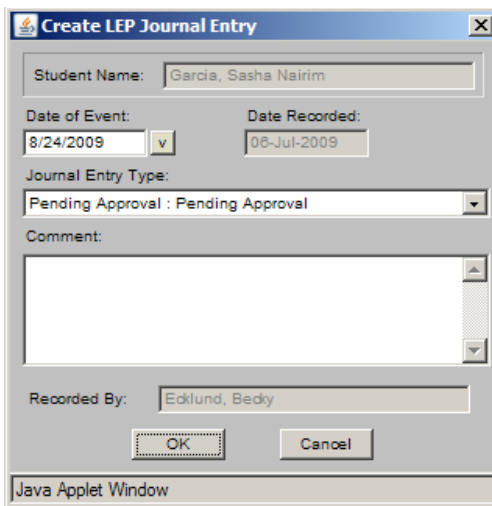 Create LEP Journal Entry
Student Name: Garcia, Sasha Nairim
Date of Event: Date Recorded:
8/24/2009 v 06-Jul-2009
Journal Entry Type:
Pending Approval : Pending Approval
Comment:
Recorded By: Edklund, Becky
OK Cancel
Java Applet Window